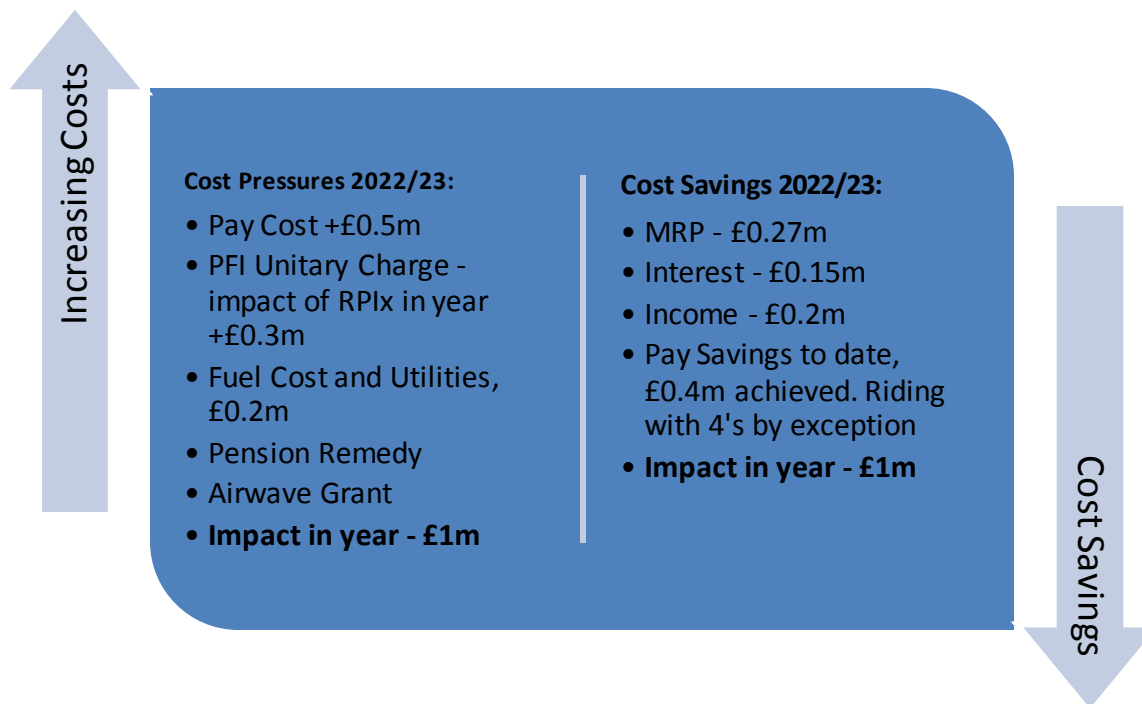 Increasing Costs
Cost Pressures 2022/23:
• Pay Cost +£0.5m
• PFI Unitary Charge -
impact of RPIx in year
+£0.3m
• Fuel Cost and Utilities,
£0.2m
• Pension Remedy
• Airwave Grant
• Impact in year - £1m
Cost Savings 2022/23:
• MRP - £0.27m
• Interest - £0.15m
• Income - £0.2m
• Pay Savings to date,
£0.4m achieved. Riding
with 4's by exception
• Impact in year - £1m
Cost Savings